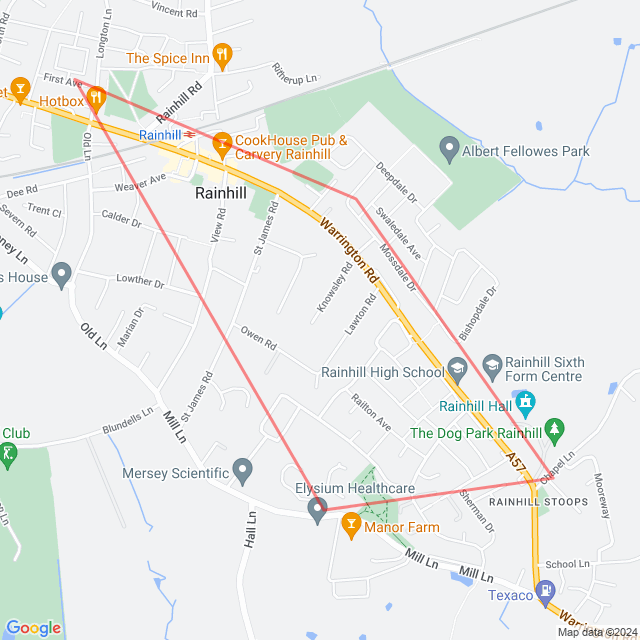 Vincent Rd
Longton Ln
The Spice Inn
First Ave
Ritherup Ln
Hotbox
Rainhill Rd
Rainhill
CookHouse Pub &
Carvery Rainhill
Old Ln
Albert Fellowes Park
Deepdale Dr
Weaver Ave
Dee Rd
Rainhill
Trent Cl
Severn Rd
Calder Dr
View Rd
St James Rd
Swaledale Ave
Warrington Rd
Mossdale Dr
s House
Lowther Dr
Knowsley Rd
Bishopdale Dr
Lawton Rd
Marian Dr
Old Ln
Owen Rd
Rainhill High School
Rainhill Sixth
Form Centre
St James Rd
Railton Ave
Rainhill Hall
Blundells Ln
Mill Ln
The Dog Park Rainhill
Club
A57
Mersey Scientific
Chapel Ln
Elysium Healthcare
Mooreway
Sherman Dr
RAINHILL STOOPS
Hall Ln
Manor Farm
Mill Ln
Mill Ln
School Ln
Texaco
Google
Map data ©2024